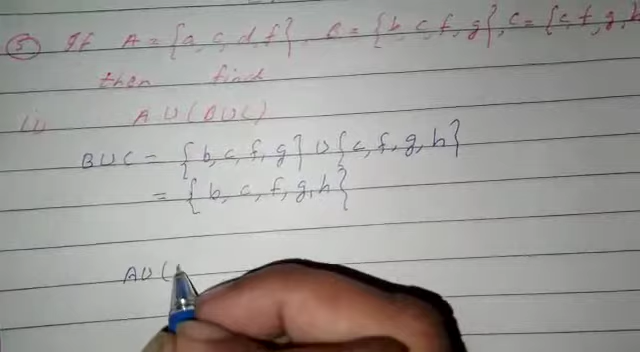 (5) If A = {a, c, d, f}, B = {b, c, f, g}, C = {c, f, g, h
then find
(i) A∪(B∪C)
B∪C = {b, c, f, g} ∪ {c, f, g, h}
= {b, c, f, g, h}
A∪(